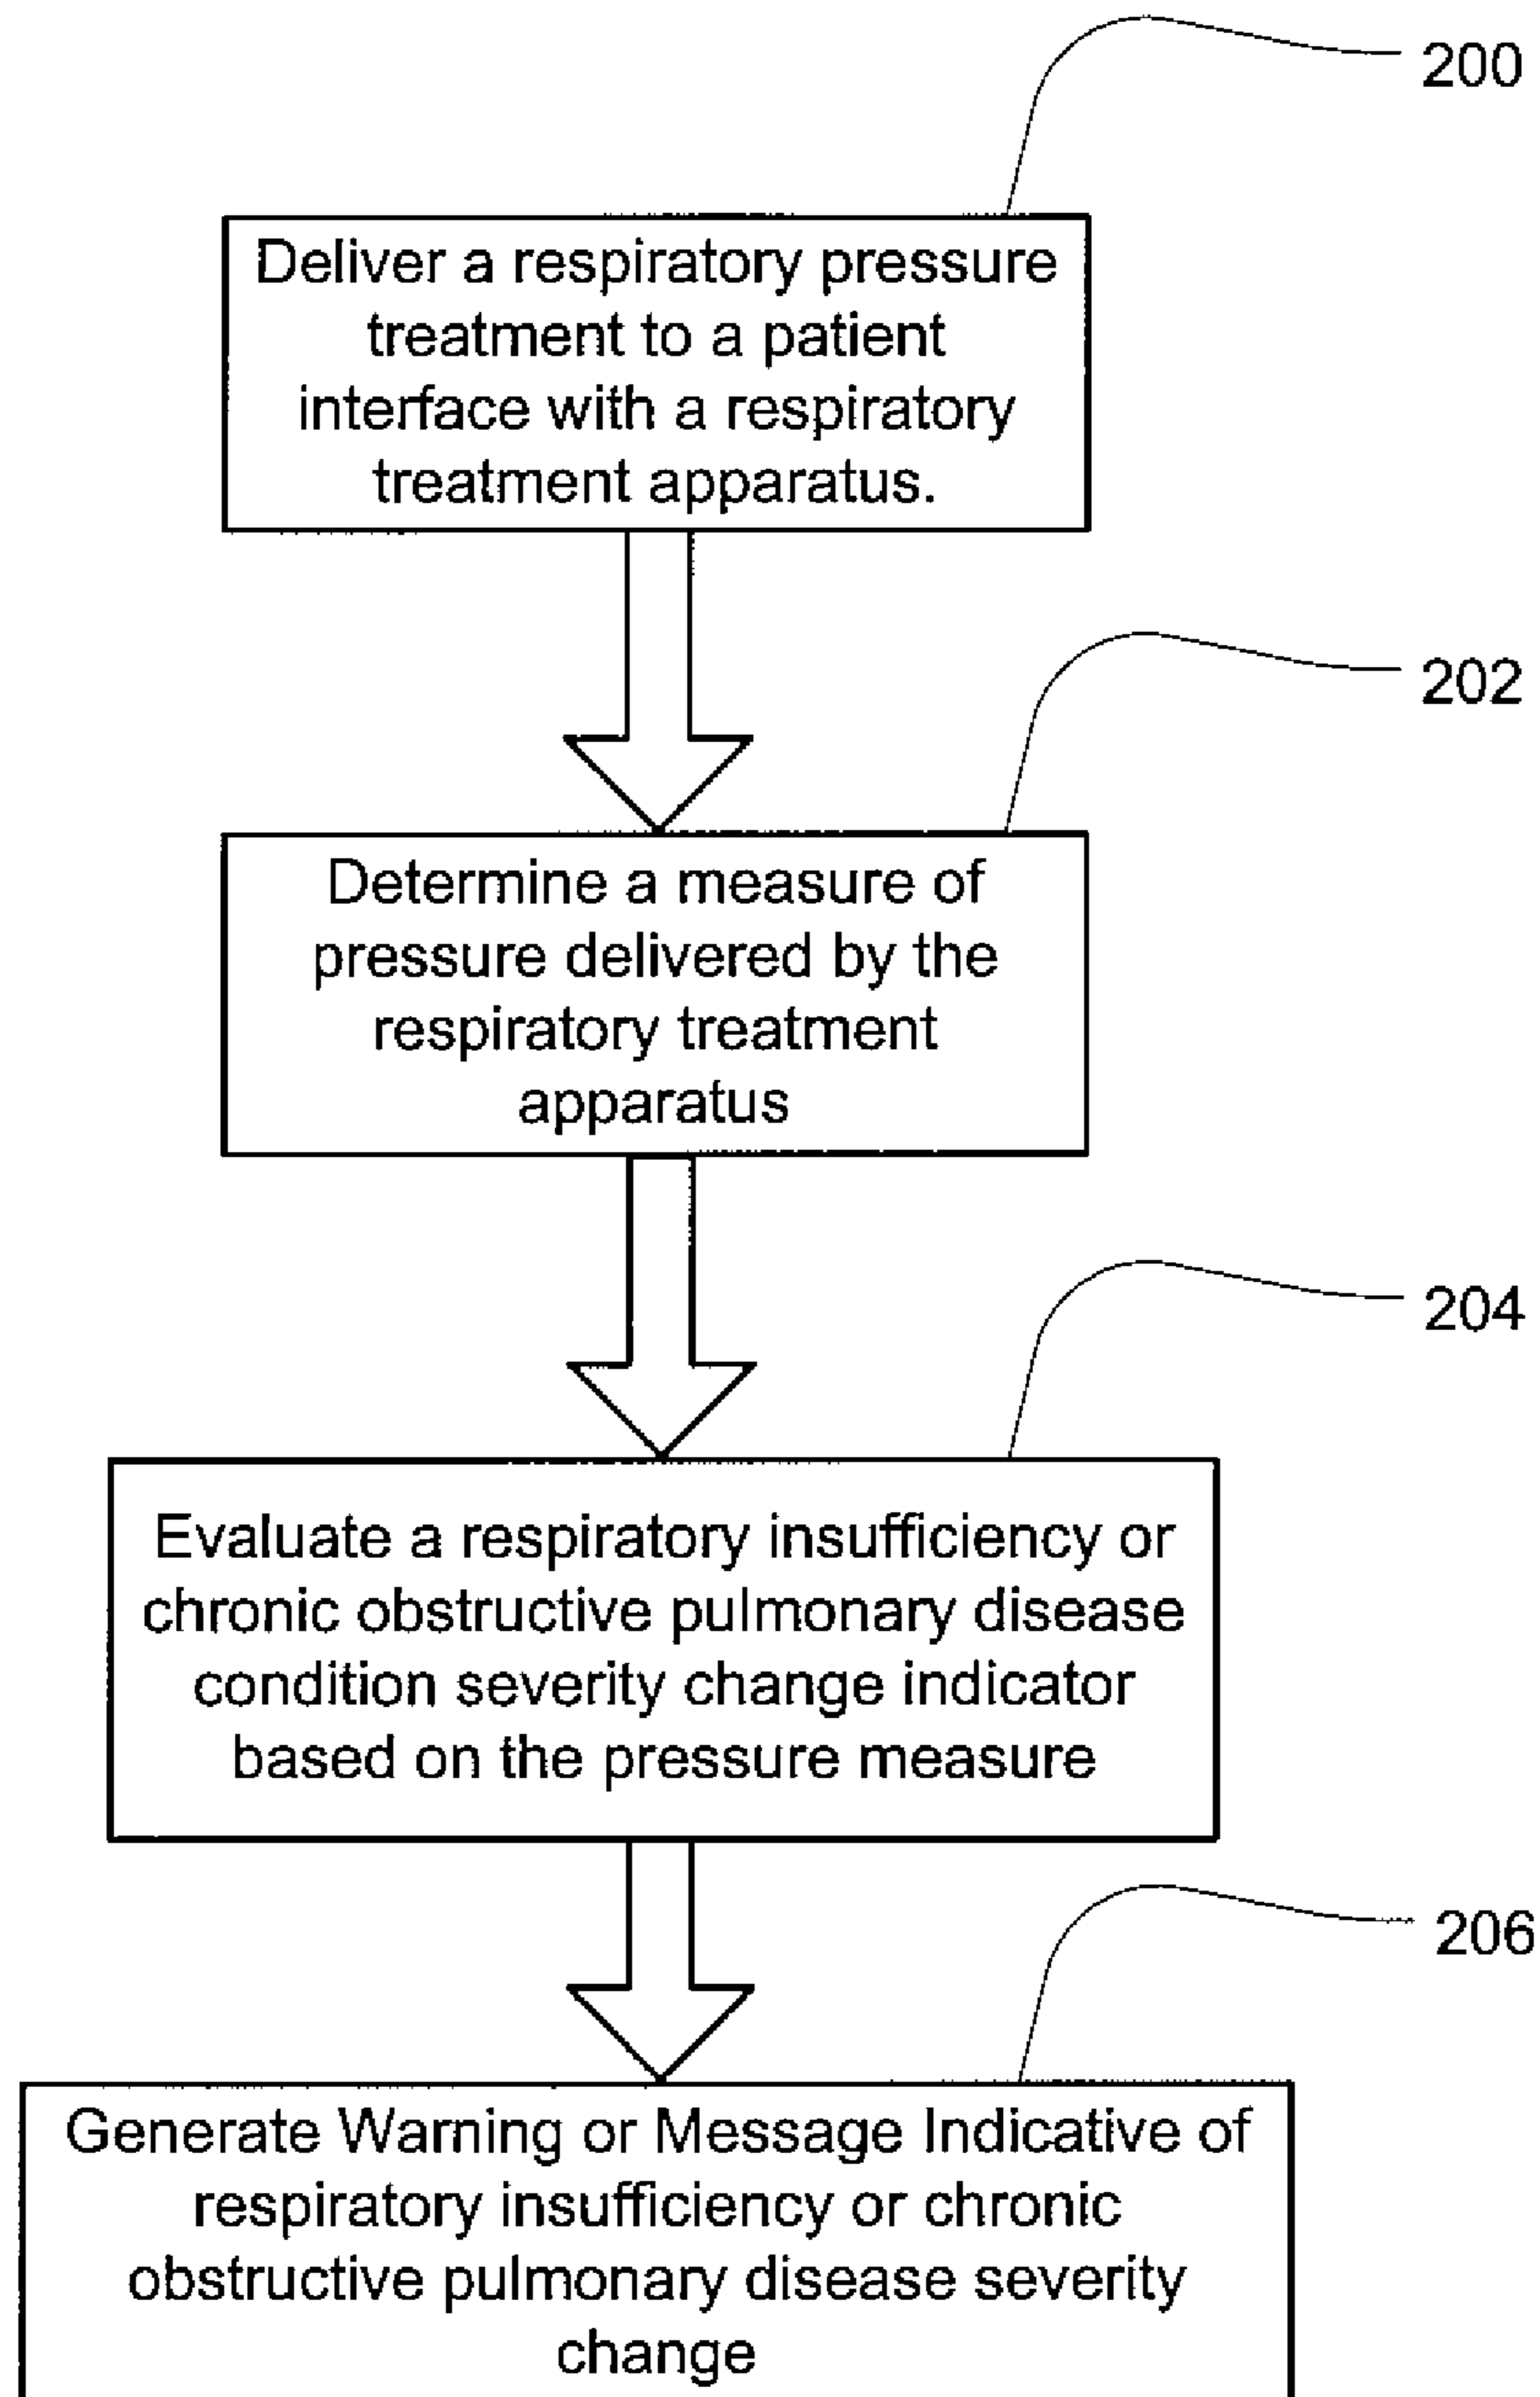 200
Deliver a respiratory pressure
treatment to a patient
interface with a respiratory
treatment apparatus.
202
Determine a measure of
pressure delivered by the
respiratory treatment
apparatus
204
Evaluate a respiratory insufficiency or
chronic obstructive pulmonary disease
condition severity change indicator
based on the pressure measure
206
Generate Warning or Message Indicative of
respiratory insufficiency or chronic
obstructive pulmonary disease severity
change